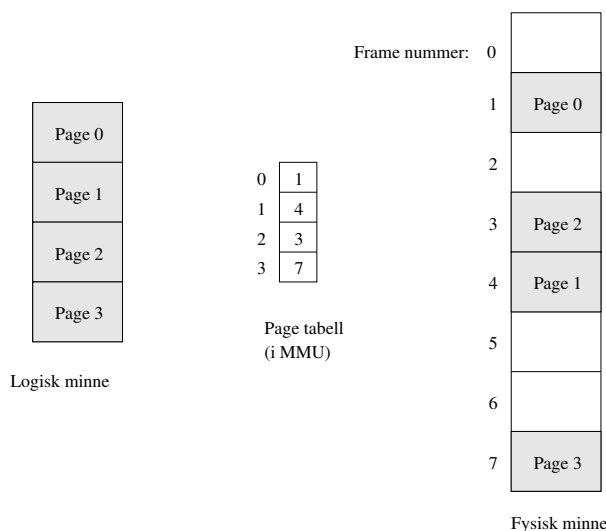 Frame nummer:
0
1
2
3
4
5
6
7
Page 0
Page 2
Page 1
Page 3
Fysisk minne
Page 0
Page 1
Page 2
Page 3
Logisk minne
0 1
1 4
2 3
3 7
Page tabell
(i MMU)